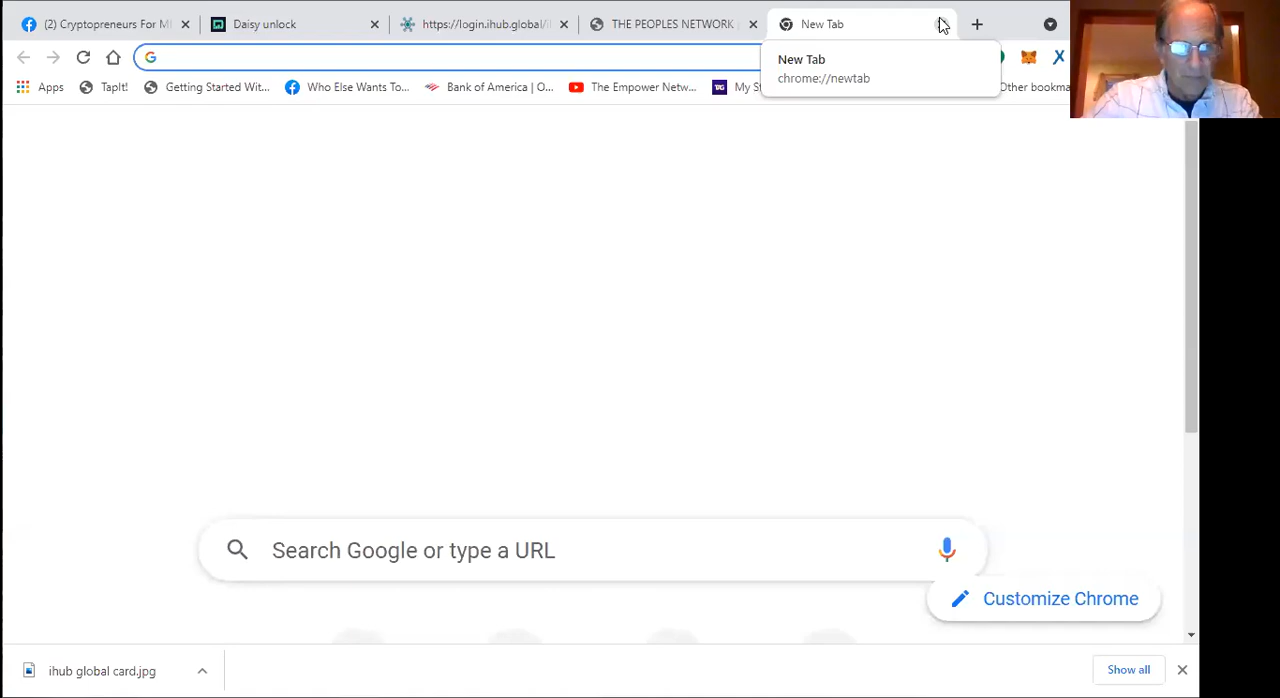 (2) Cryptopreneurs For MI
Daisy unlock
https://login.ihub.global/i
THE PEOPLES NETWORK
New Tab
New Tab
chrome://newtab
Apps
TapIt!
Getting Started Wit...
Who Else Wants To...
Bank of America | O...
The Empower Netw...
My S
Other bookma
Search Google or type a URL
Customize Chrome
ihub global card.jpg
Show all